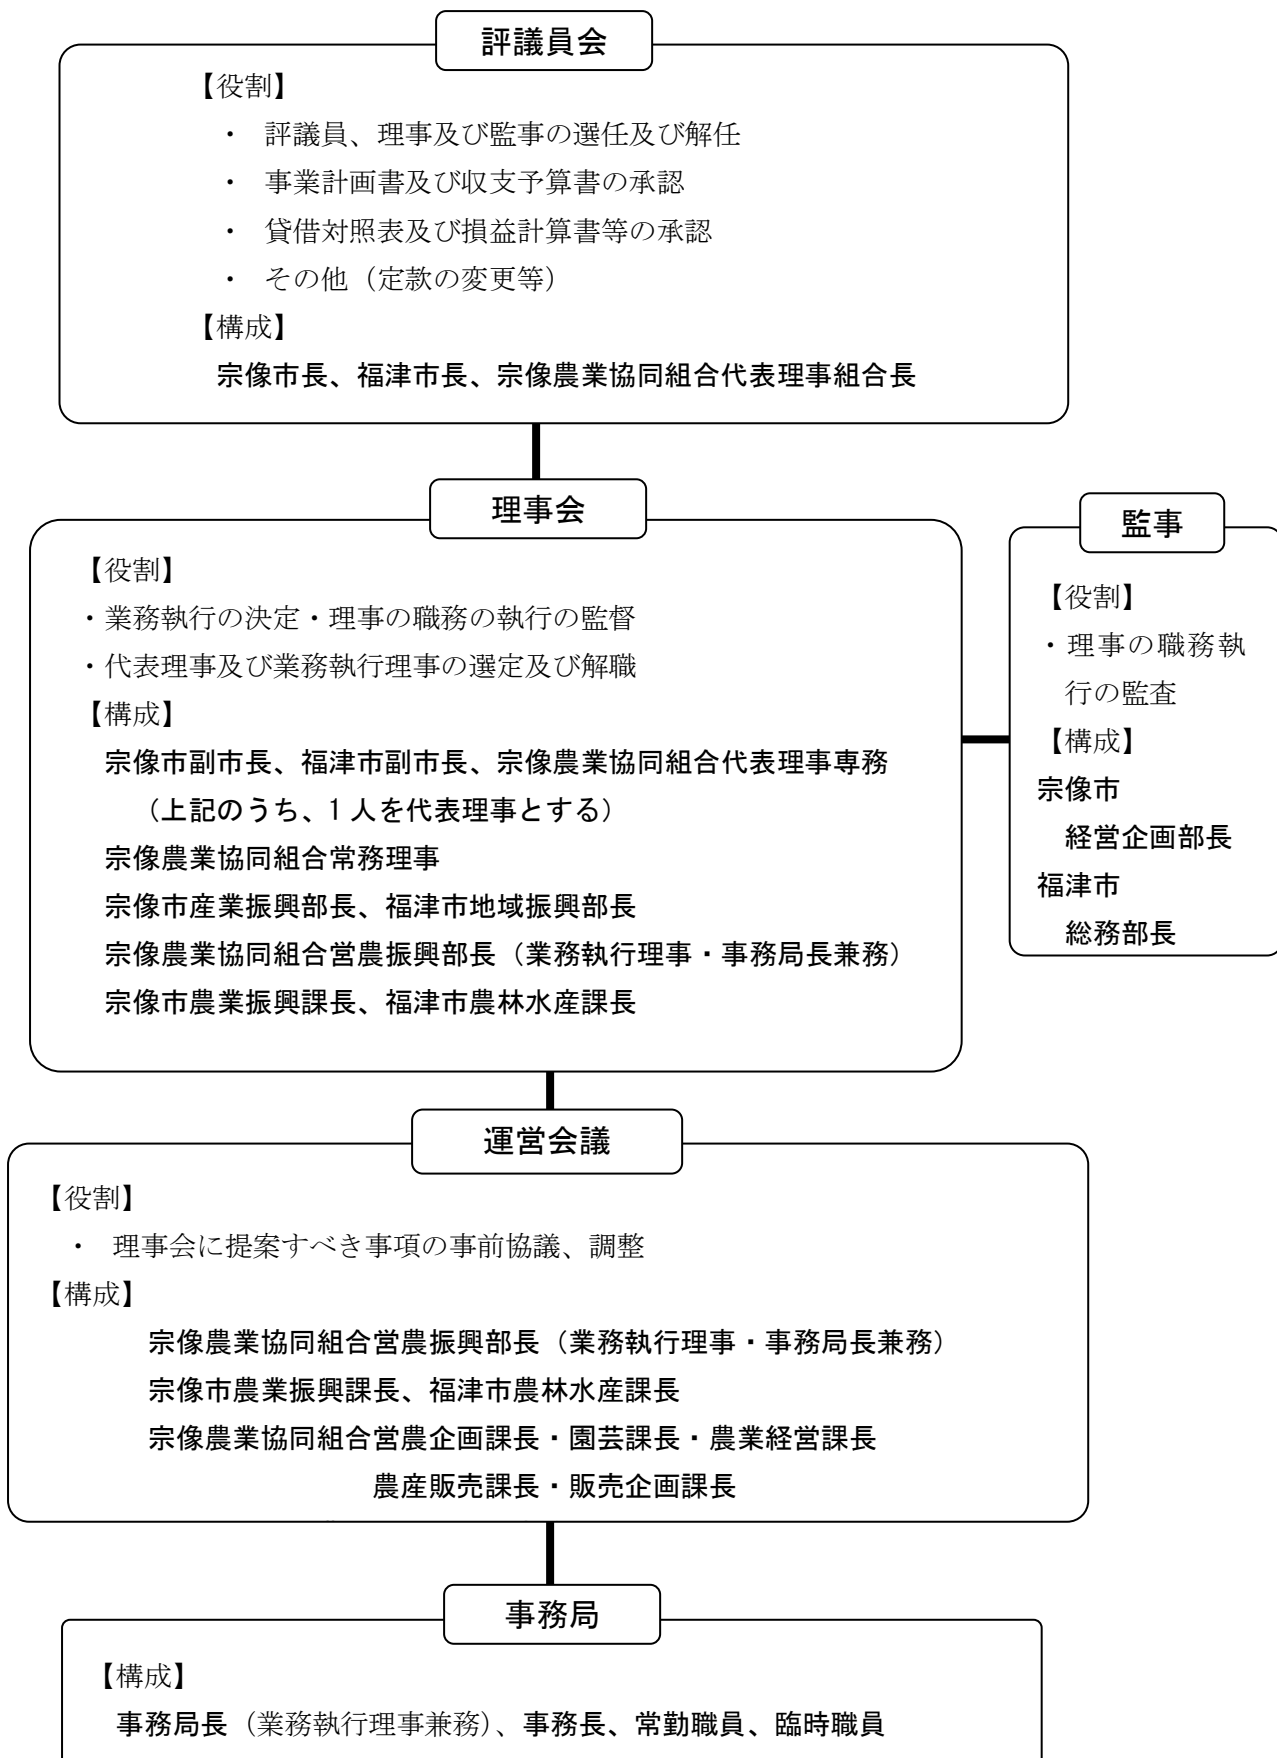 評議員会
【役割】
・ 評議員、理事及び監事の選任及び解任
・ 事業計画書及び収支予算書の承認
・ 貸借対照表及び損益計算書等の承認
・ その他（定款の変更等）
【構成】
宗像市長、福津市長、宗像農業協同組合代表理事組合長
理事会
【役割】
・業務執行の決定・理事の職務の執行の監督
・代表理事及び業務執行理事の選定及び解職
【構成】
宗像市副市長、福津市副市長、宗像農業協同組合代表理事専務
（上記のうち、1人を代表理事とする）
宗像農業協同組合常務理事
宗像市産業振興部長、福津市地域振興部長
宗像農業協同組合営農振興部長（業務執行理事・事務局長兼務）
宗像市農業振興課長、福津市農林水産課長
監事
【役割】
・理事の職務執
行の監査
【構成】
宗像市
経営企画部長
福津市
総務部長
運営会議
【役割】
・ 理事会に提案すべき事項の事前協議、調整
【構成】
宗像農業協同組合営農振興部長（業務執行理事・事務局長兼務）
宗像市農業振興課長、福津市農林水産課長
宗像農業協同組合営農企画課長・園芸課長・農業経営課長
農産販売課長・販売企画課長
事務局
【構成】
事務局長（業務執行理事兼務）、事務長、常勤職員、臨時職員